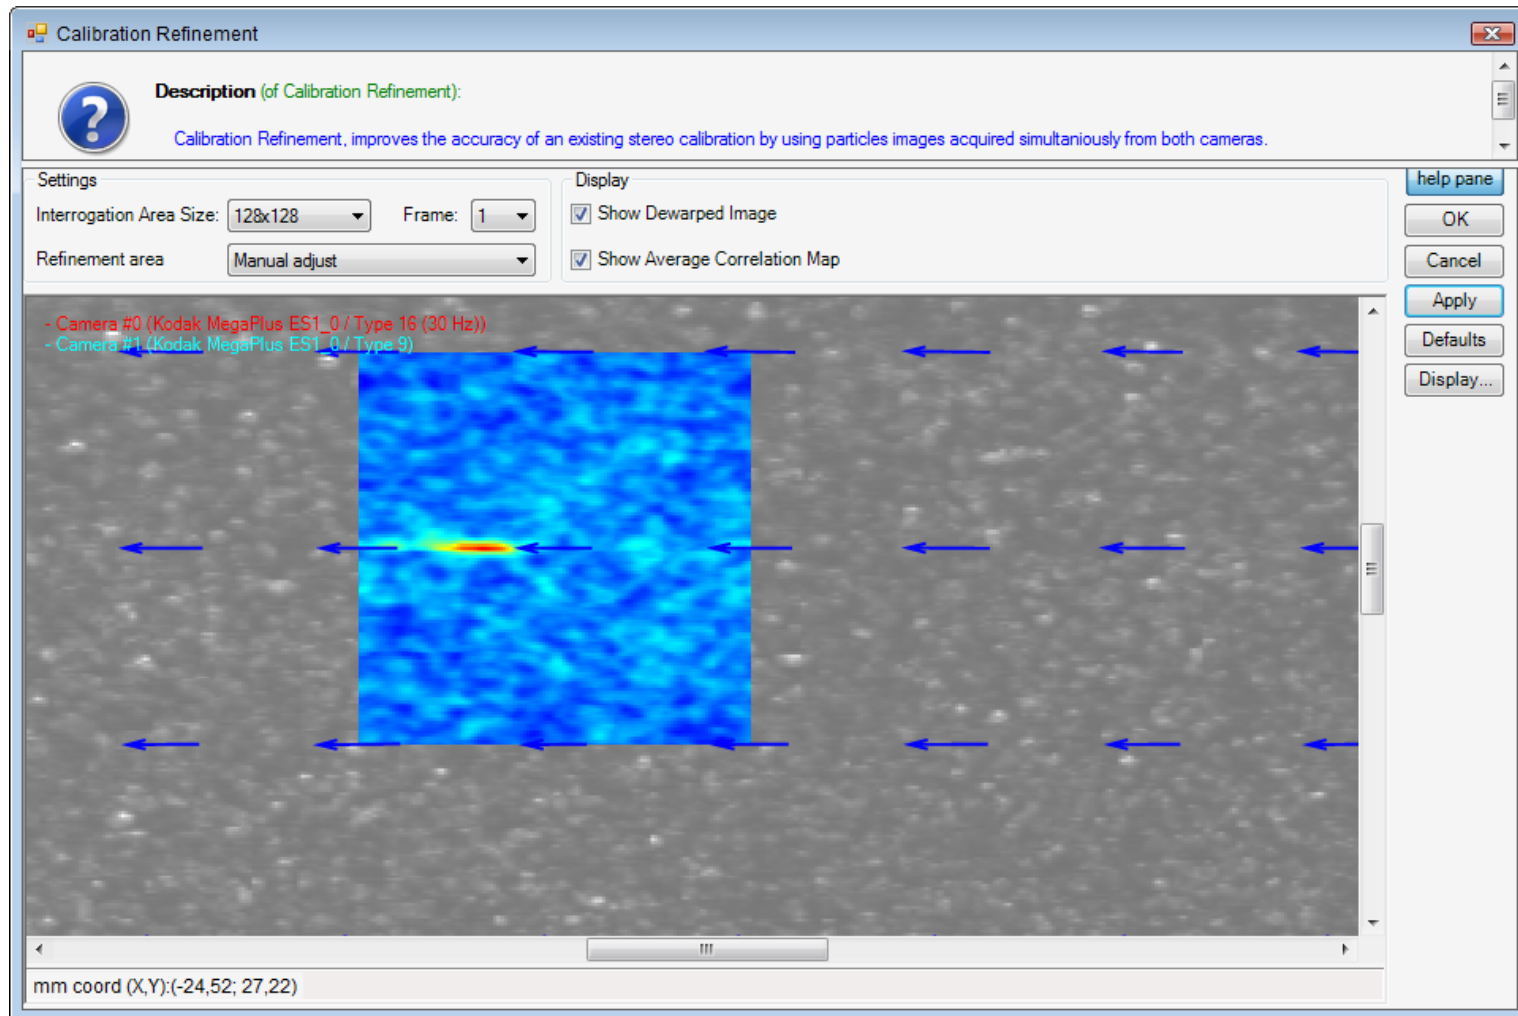 Calibration Refinement
Description (of Calibration Refinement):
Calibration Refinement, improves the accuracy of an existing stereo calibration by using particles images acquired simultaniously from both cameras.
Settings
Interrogation Area Size: 128x128 Frame: 1
Refinement area Manual adjust
Display
Show Dewarped Image
Show Average Correlation Map
help pane
OK
Cancel
Apply
Defaults
Display...
- Camera #0 (Kodak MegaPlus ES1_0 / Type 16 (30 Hz))
- Camera #1 (Kodak MegaPlus ES1_0 / Type 9)
mm coord (X,Y):(-24,52; 27,22)